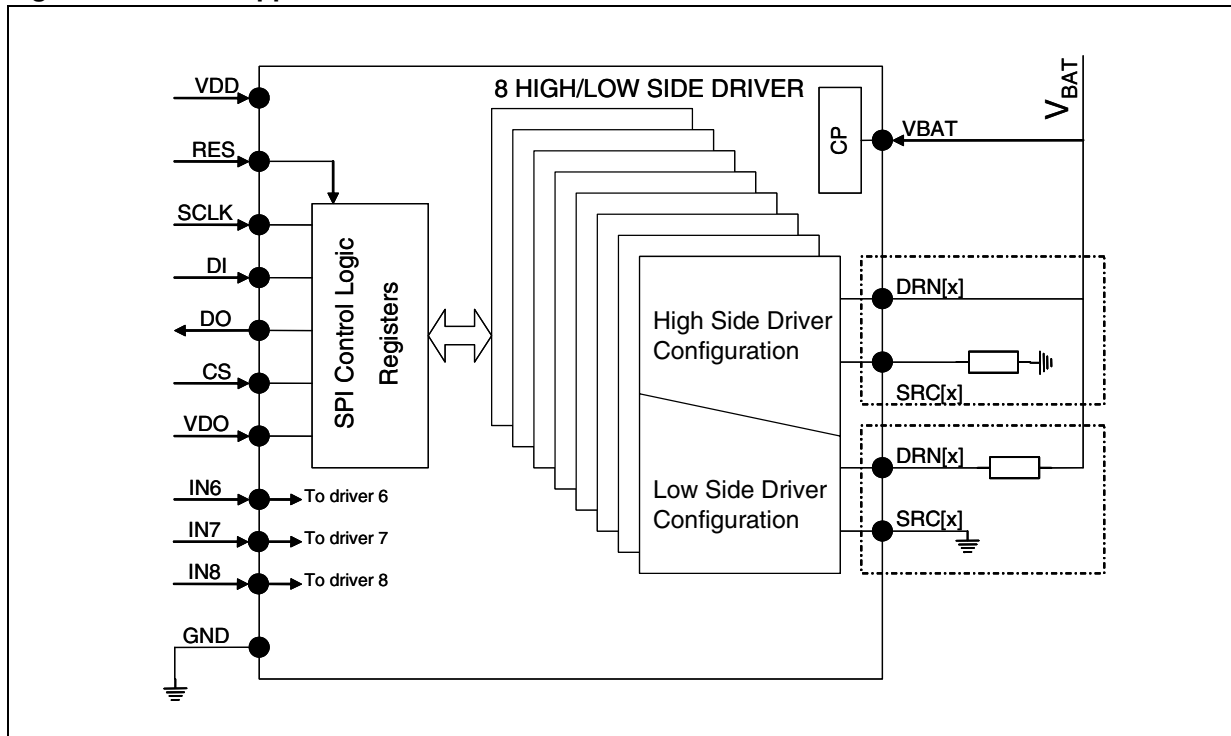 8 HIGH/LOW SIDE DRIVER
VDD
RES
SCLK
DI
DO
CS
VDO
IN6
IN7
IN8
GND
SPI Control Logic
Registers
To driver 6
To driver 7
To driver 8
CP
VBAT
VBAT
High Side Driver
Configuration
Low Side Driver
Configuration
DRN[x]
SRC[x]
DRN[x]
SRC[x]